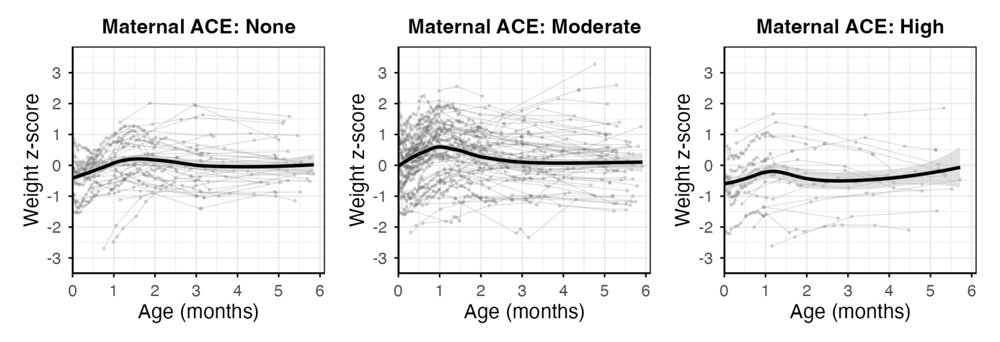 Maternal ACE: None
Weight z-score
3
2
1
0
-1
-2
-3
0 1 2 3 4 5 6
Age (months)
Maternal ACE: Moderate
Weight z-score
3
2
1
0
-1
-2
-3
0 1 2 3 4 5 6
Age (months)
Maternal ACE: High
Weight z-score
3
2
1
0
-1
-2
-3
0 1 2 3 4 5 6
Age (months)